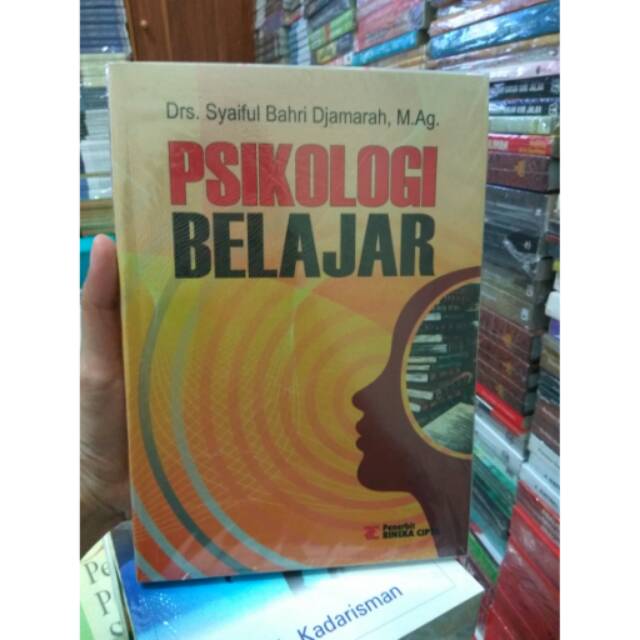 Drs. Syaiful Bahri Djamarah, M.Ag.
PSIKOLOGI
BELAJAR
Penerbit
RINEKA CIPTA
Kadarisman